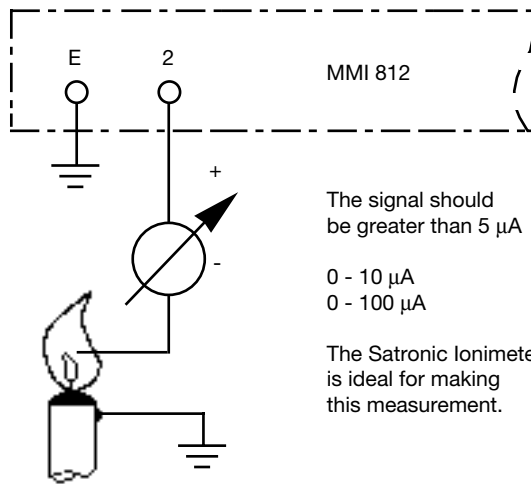 E
2
MMI 812
+
-
The signal should
be greater than 5 µA
0 - 10 µA
0 - 100 µA
The Satronic Ionimete
is ideal for making
this measurement.